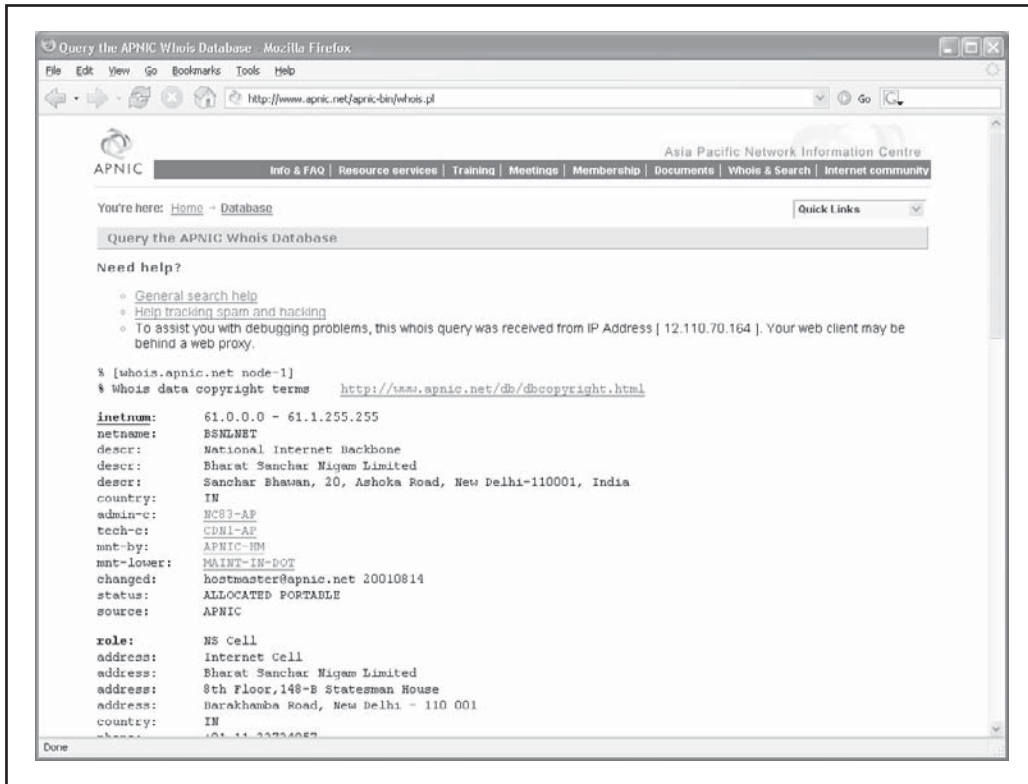 Query the APNIC Whois Database - Mozilla Firefox
File Edit View Go Bookmarks Tools Help
http://www.apnic.net/apnic-bin/whois.pl Go
APNIC
Asia Pacific Network Information Centre
Info & FAQ | Resource services | Training | Meetings | Membership | Documents | Whois & Search | Internet community
You're here: Home → Database
Quick Links
Query the APNIC Whois Database
Need help?
General search help
Help tracking spam and hacking
To assist you with debugging problems, this whois query was received from IP Address [ 12.110.70.164 ]. Your web client may be
behind a web proxy.
% [whois.apnic.net node-1]
% Whois data copyright terms http://www.apnic.net/db/dbcopyright.html
inetnum: 61.0.0.0 - 61.1.255.255
netname: BSNLNET
descr: National Internet Backbone
descr: Bharat Sanchar Nigam Limited
descr: Sanchar Bhawan, 20, Ashoka Road, New Delhi-110001, India
country: IN
admin-c: NC83-AP
tech-c: CDN1-AP
mnt-by: APNIC-HM
mnt-lower: MAINT-IN-DOT
changed: hostmaster@apnic.net 20010814
status: ALLOCATED PORTABLE
source: APNIC
role: NS Cell
address: Internet Cell
address: Bharat Sanchar Nigam Limited
address: 8th Floor,148-B Statesman House
address: Barakhamba Road, New Delhi - 110 001
country: IN
Done